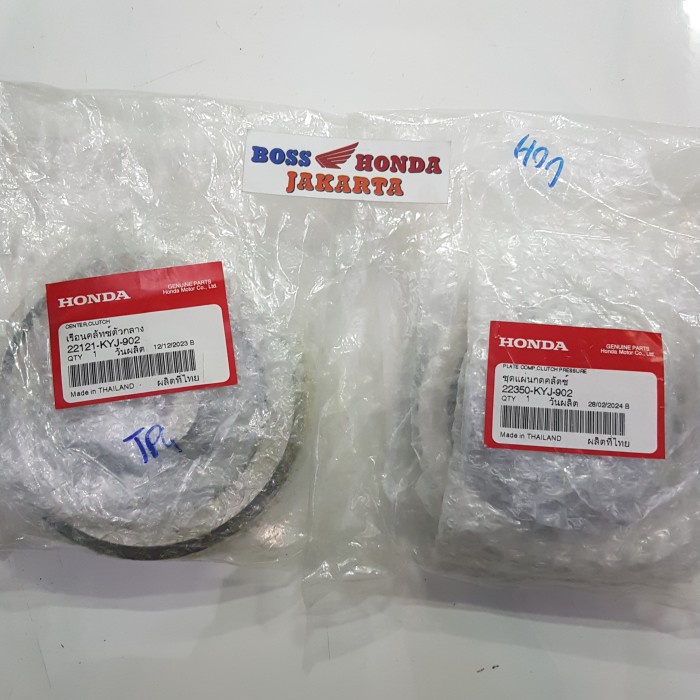 BOSS HONDA
JAKARTA
HONDA
GENUINE PARTS
Honda Motor Co., Ltd.
CENTER,CLUTCH
เรือนคลัทช์ตัวกลาง
22121-KYJ-902
QTY 1 วันผลิต 12/12/2023 B
Made in THAILAND ผลิตที่ไทย
JPG
HONDA
GENUINE PARTS
Honda Motor Co., Ltd.
PLATE COMP,CLUTCH PRESSURE
ชุดแผ่นกดคลัตช์
22350-KYJ-902
QTY 1 วันผลิต 28/02/2024 B
Made in THAILAND ผลิตที่ไทย